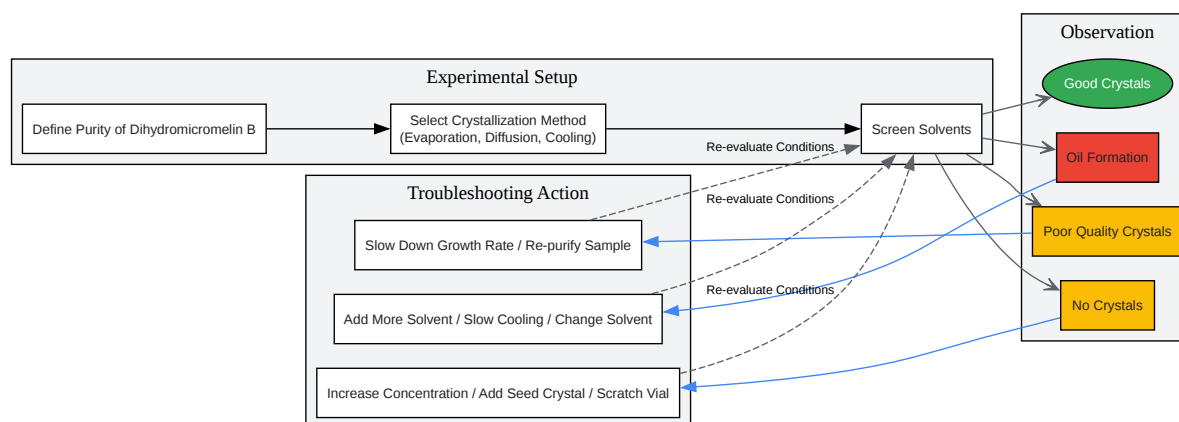 Observation
Experimental Setup
Good Crystals
Define Purity of Dihydromicromelin B
Select Crystallization Method
(Evaporation, Diffusion, Cooling)
Screen Solvents
Re-evaluate Conditions
Oil Formation
Troubleshooting Action
Re-evaluate Conditions
Slow Down Growth Rate / Re-purify Sample
Poor Quality Crystals
Re-evaluate Conditions
Add More Solvent / Slow Cooling / Change Solvent
No Crystals
Increase Concentration / Add Seed Crystal / Scratch Vial